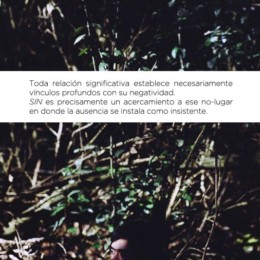 Toda relación significativa establece necesariamente
vínculos profundos con su negatividad.
SIN es precisamente un acercamiento a ese no-lugar
en donde la ausencia se instala como insistente.